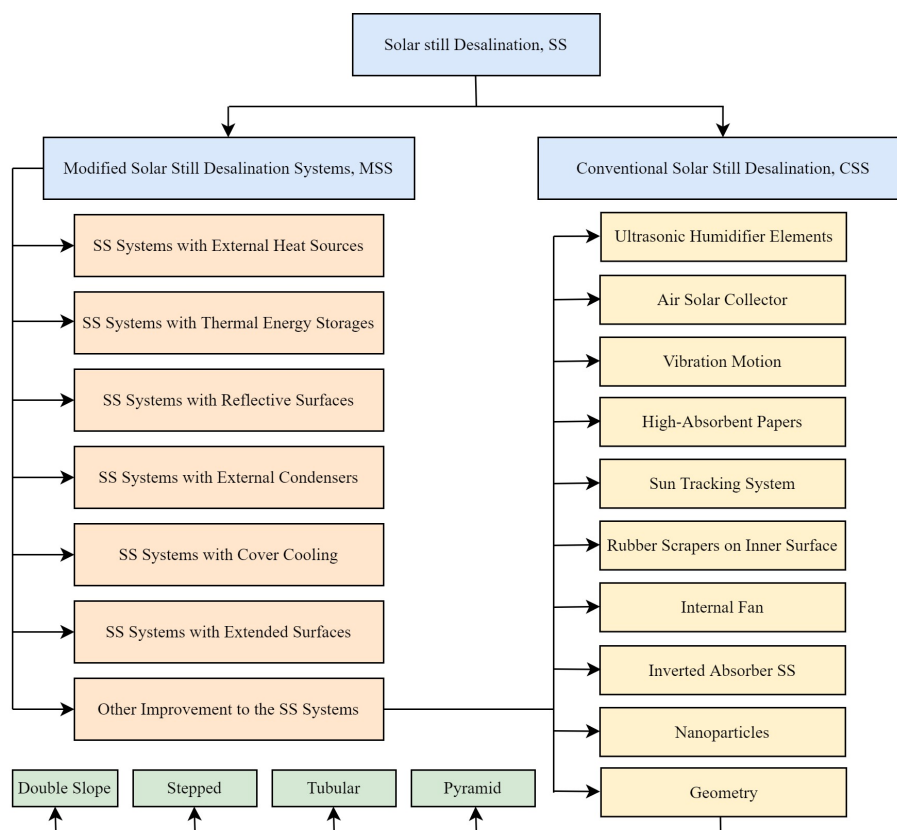 Solar still Desalination, SS
Modified Solar Still Desalination Systems, MSS
Conventional Solar Still Desalination, CSS
SS Systems with External Heat Sources
SS Systems with Thermal Energy Storages
SS Systems with Reflective Surfaces
SS Systems with External Condensers
SS Systems with Cover Cooling
SS Systems with Extended Surfaces
Other Improvement to the SS Systems
Ultrasonic Humidifier Elements
Air Solar Collector
Vibration Motion
High-Absorbent Papers
Sun Tracking System
Rubber Scrapers on Inner Surface
Internal Fan
Inverted Absorber SS
Nanoparticles
Geometry
Double Slope
Stepped
Tubular
Pyramid